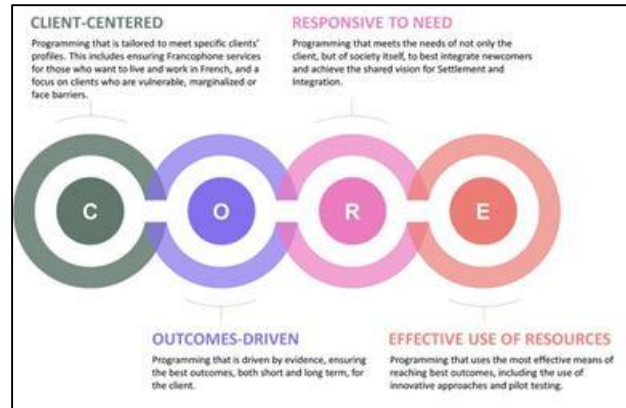 CLIENT-CENTERED
Programming that is tailored to meet specific clients'
profiles. This includes ensuring Francophone services
for those who want to live and work in French, and a
focus on clients who are vulnerable, marginalized or
face barriers.
RESPONSIVE TO NEED
Programming that meets the needs of not only the
client, but of society itself, to best integrate newcomers
and achieve the shared vision for Settlement and
Integration.
C
O
R
E
OUTCOMES-DRIVEN
Programming that is driven by evidence, ensuring
the best outcomes, both short and long term, for
the client.
EFFECTIVE USE OF RESOURCES
Programming that uses the most effective means of
reaching best outcomes, including the use of
innovative approaches and pilot testing.